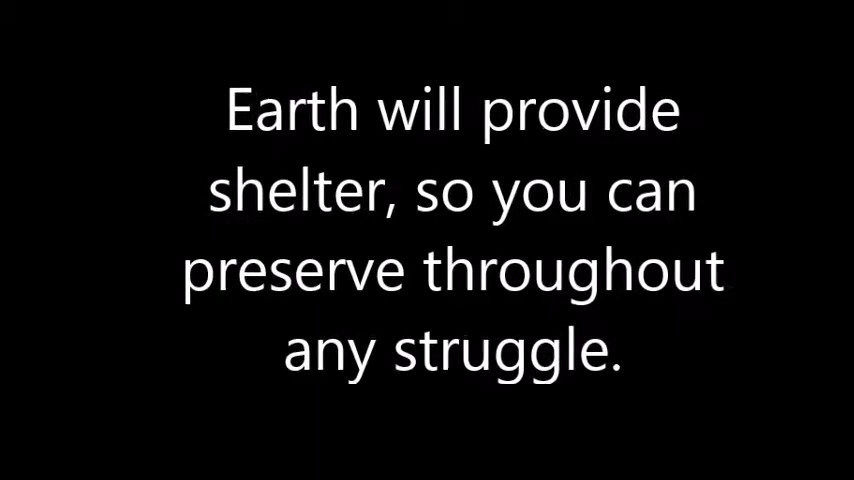 Earth will provide
shelter, so you can
preserve throughout
any struggle.